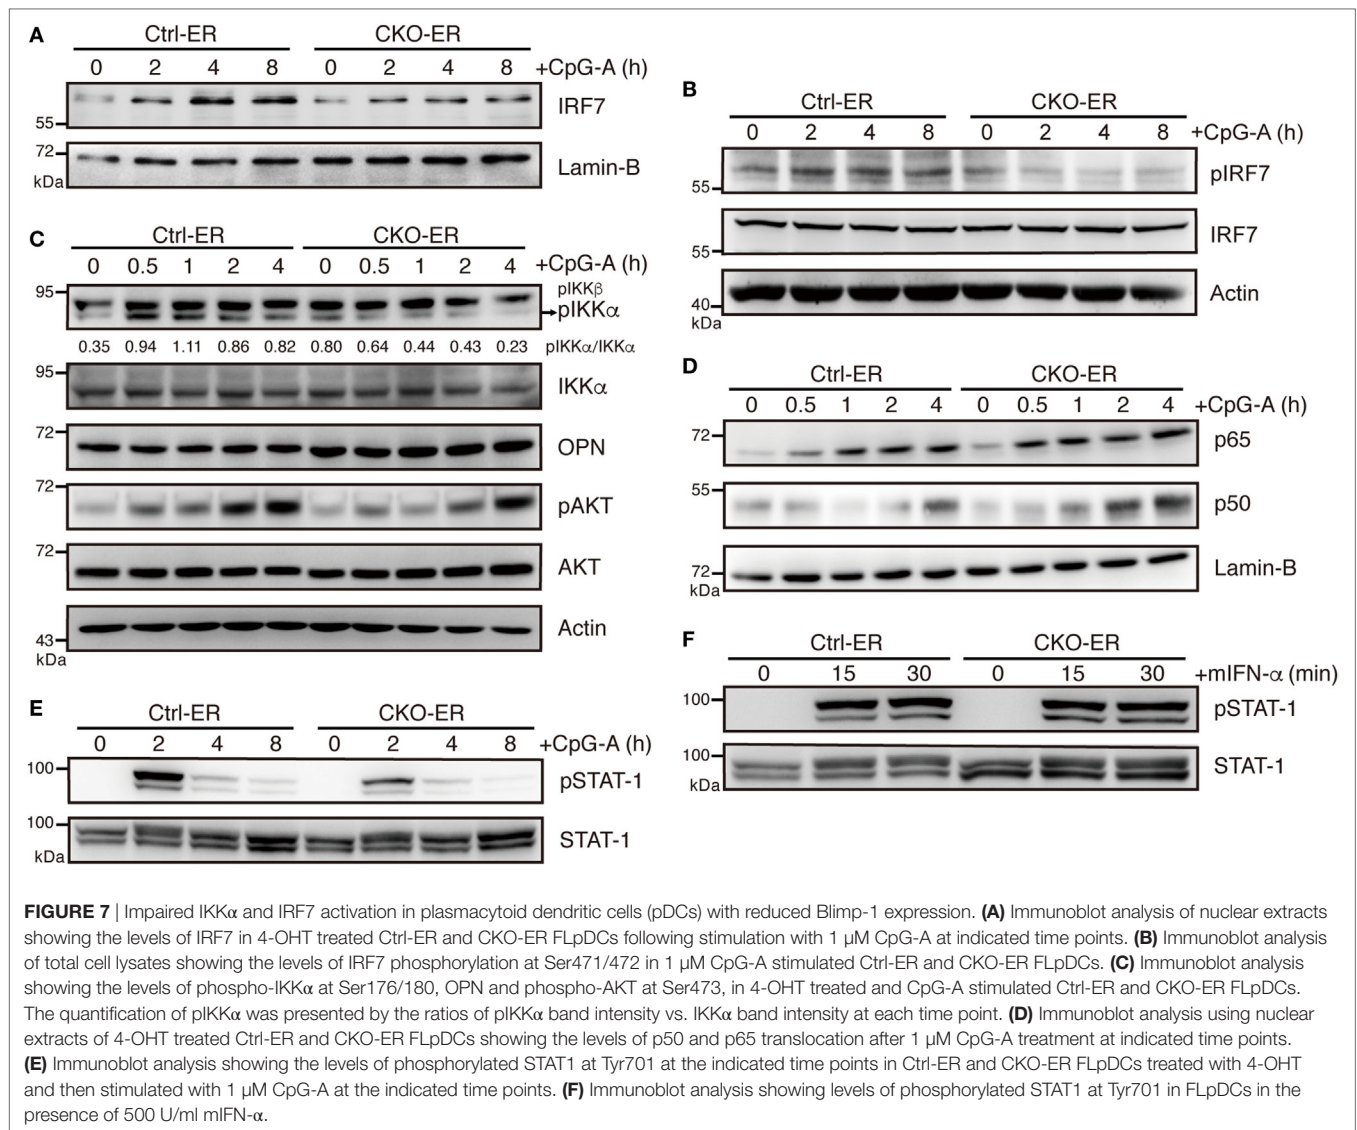 A
Ctrl-ER CKO-ER
0 2 4 8 0 2 4 8 +CpG-A (h)
IRF7
55
72
Lamin-B
kDa
B
Ctrl-ER CKO-ER
0 2 4 8 0 2 4 8 +CpG-A (h)
pIRF7
55
IRF7
55
Actin
40
kDa
C
Ctrl-ER CKO-ER
0 0.5 1 2 4 0 0.5 1 2 4 +CpG-A (h)
95
pIKKβ
pIKKα
0.35 0.94 1.11 0.86 0.82 0.80 0.64 0.44 0.43 0.23 pIKKα/IKKα
95
IKKα
72
OPN
72
pAKT
72
AKT
Actin
43
kDa
D
Ctrl-ER CKO-ER
0 0.5 1 2 4 0 0.5 1 2 4 +CpG-A (h)
72
p65
55
p50
Lamin-B
72
kDa
E
Ctrl-ER CKO-ER
0 2 4 8 0 2 4 8 +CpG-A (h)
100
pSTAT-1
100
STAT-1
kDa
F
Ctrl-ER CKO-ER
0 15 30 0 15 30 +mIFN-α (min)
100
pSTAT-1
100
STAT-1
kDa
FIGURE 7 | Impaired IKKα and IRF7 activation in plasmacytoid dendritic cells (pDCs) with reduced Blimp-1 expression. (A) Immunoblot analysis of nuclear extracts
showing the levels of IRF7 in 4-OHT treated Ctrl-ER and CKO-ER FLpDCs following stimulation with 1 µM CpG-A at indicated time points. (B) Immunoblot analysis
of total cell lysates showing the levels of IRF7 phosphorylation at Ser471/472 in 1 µM CpG-A stimulated Ctrl-ER and CKO-ER FLpDCs. (C) Immunoblot analysis
showing the levels of phospho-IKKα at Ser176/180, OPN and phospho-AKT at Ser473, in 4-OHT treated and CpG-A stimulated Ctrl-ER and CKO-ER FLpDCs.
The quantification of pIKKα was presented by the ratios of pIKKα band intensity vs. IKKα band intensity at each time point. (D) Immunoblot analysis using nuclear
extracts of 4-OHT treated Ctrl-ER and CKO-ER FLpDCs showing the levels of p50 and p65 translocation after 1 µM CpG-A treatment at indicated time points.
(E) Immunoblot analysis showing the levels of phosphorylated STAT1 at Tyr701 at the indicated time points in Ctrl-ER and CKO-ER FLpDCs treated with 4-OHT
and then stimulated with 1 µM CpG-A at the indicated time points. (F) Immunoblot analysis showing levels of phosphorylated STAT1 at Tyr701 in FLpDCs in the
presence of 500 U/ml mIFN-α.